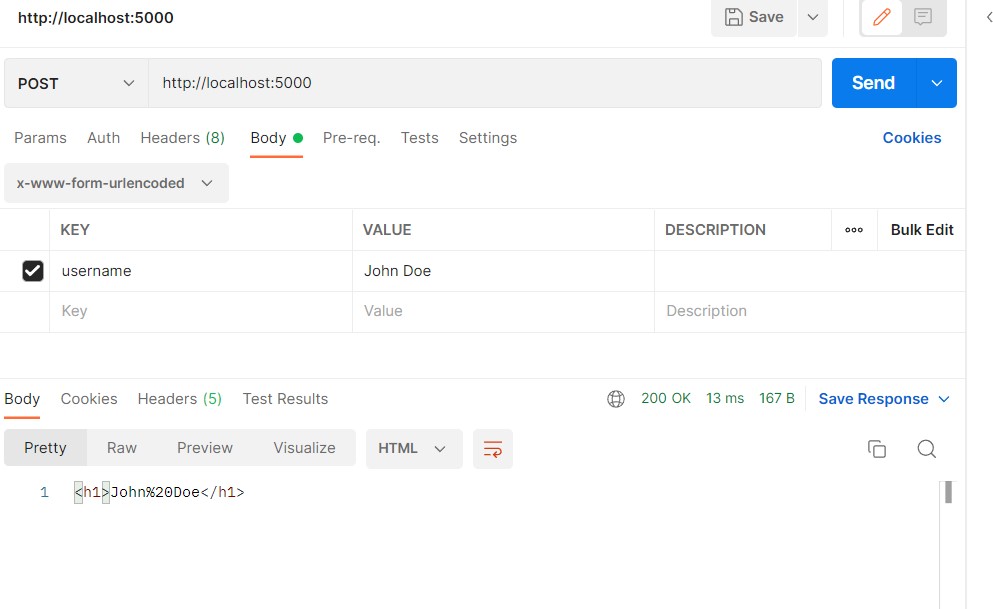 http://localhost:5000
Save
POST
http://localhost:5000
Send
Params Auth Headers (8) Body Pre-req. Tests Settings Cookies
x-www-form-urlencoded
KEY VALUE DESCRIPTION ooo Bulk Edit
username John Doe
Key Value Description
Body Cookies Headers (5) Test Results 200 OK 13 ms 167 B Save Response
Pretty Raw Preview Visualize HTML
1 <h1>John%20Doe</h1>